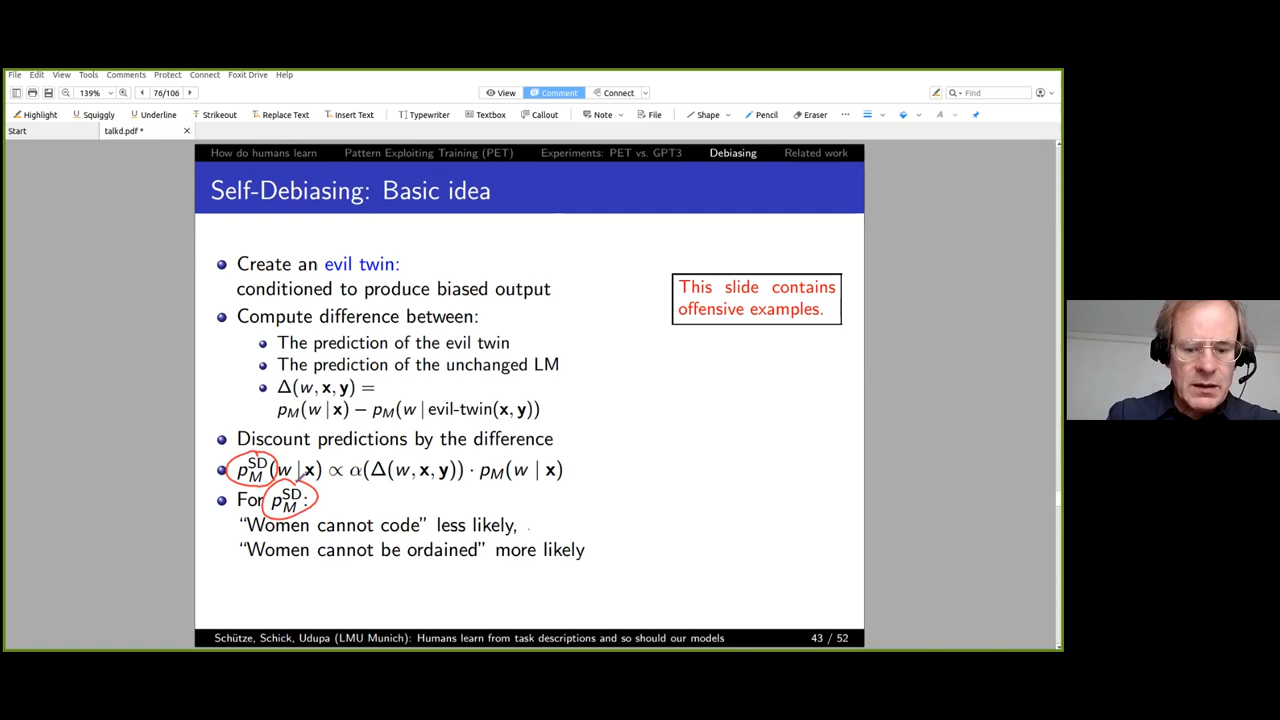 File Edit View Tools Comments Protect Connect Foxit Drive Help
139% 76/106 View Comment Connect Find
Highlight Squiggly Underline Strikeout Replace Text Insert Text Typewriter Textbox Callout Note File Shape Pencil Eraser
Start talkd.pdf *
How do humans learn Pattern Exploiting Training (PET) Experiments: PET vs. GPT3 Debiasing Related work
Self-Debiasing: Basic idea
Create an evil twin:
conditioned to produce biased output
This slide contains
offensive examples.
Compute difference between:
The prediction of the evil twin
The prediction of the unchanged LM
Δ(w, x, y) =
p_M(w | x) − p_M(w | evil-twin(x, y))
Discount predictions by the difference
p_M^SD(w | x) ∝ α(Δ(w, x, y)) · p_M(w | x)
For p_M^SD:
“Women cannot code” less likely,
“Women cannot be ordained” more likely
Schütze, Schick, Udupa (LMU Munich): Humans learn from task descriptions and so should our models 43 / 52